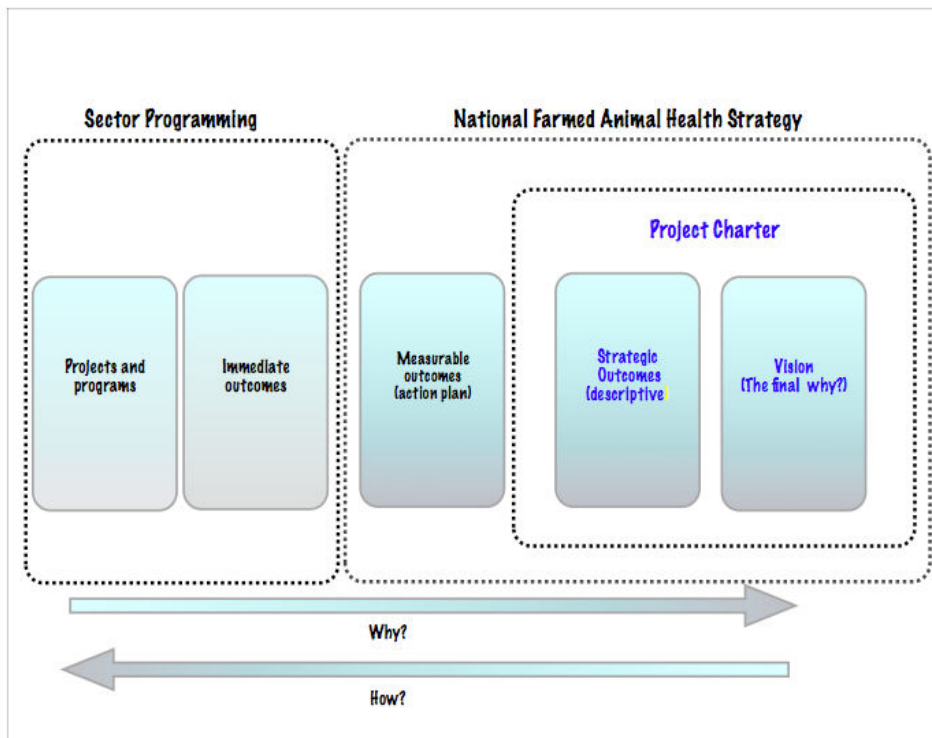 Sector Programming
National Farmed Animal Health Strategy
Project Charter
Projects and
programs
Immediate
outcomes
Measurable
outcomes
(action plan)
Strategic
Outcomes
(descriptive)
Vision
(The final why?)
Why?
How?